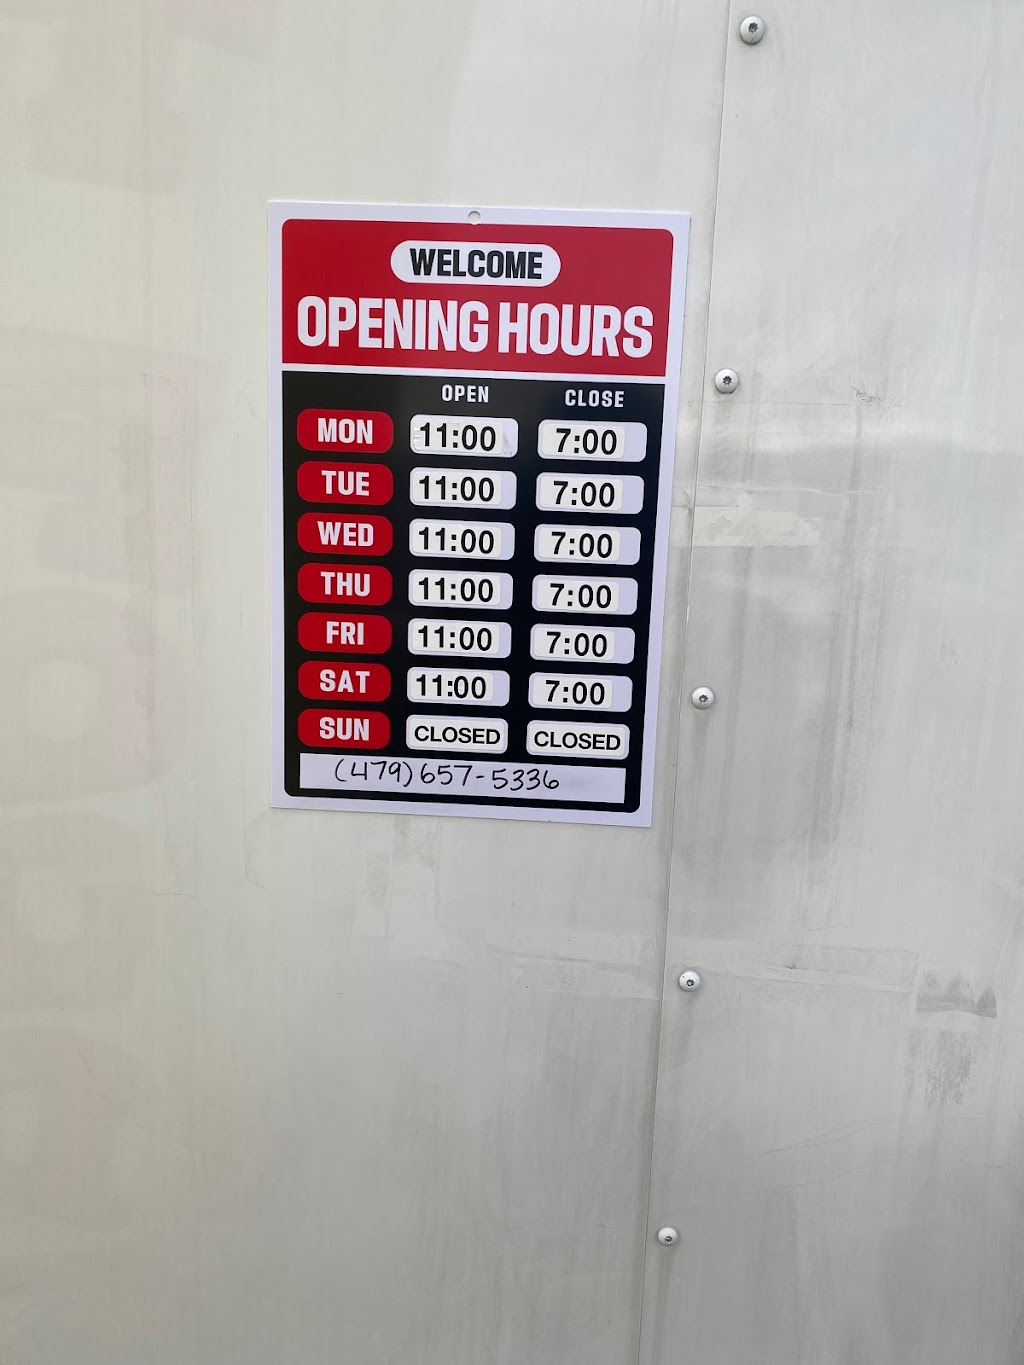 WELCOME
OPENING HOURS
OPEN CLOSE
MON 11:00 7:00
TUE 11:00 7:00
WED 11:00 7:00
THU 11:00 7:00
FRI 11:00 7:00
SAT 11:00 7:00
SUN CLOSED CLOSED
(479)657-5336